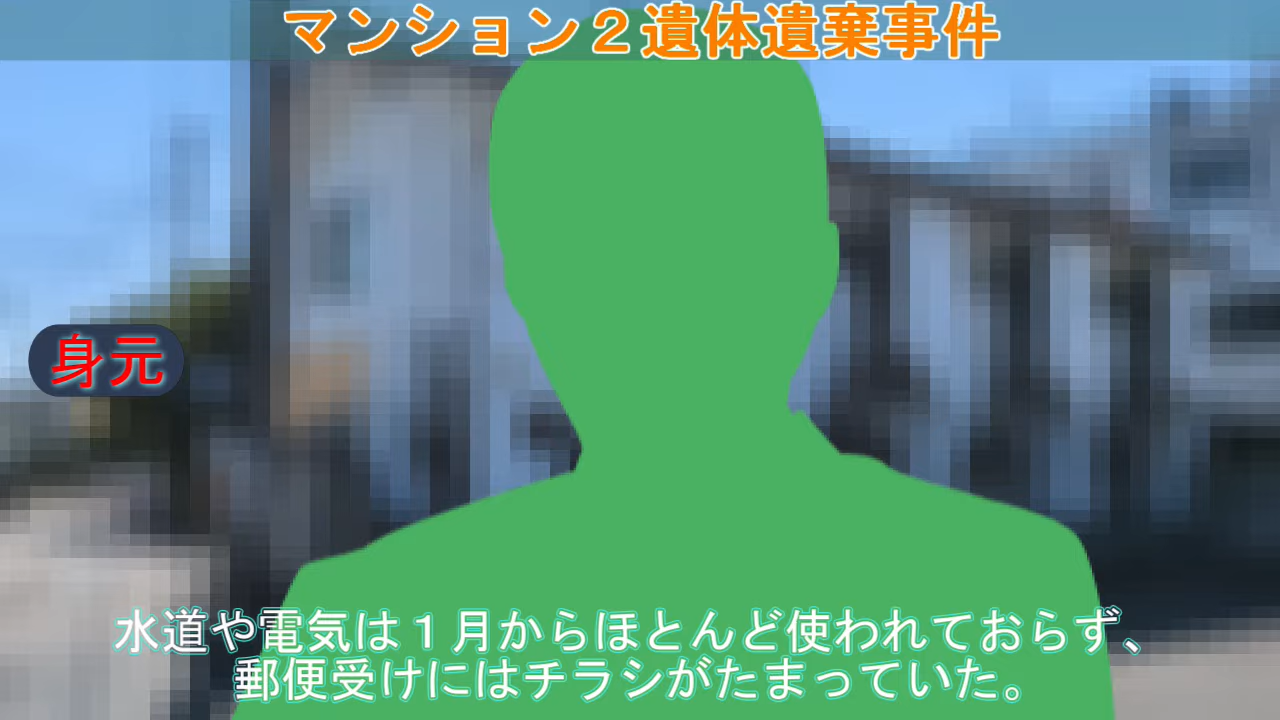 マンション２遺体遺棄事件
身元
水道や電気は１月からほとんど使われておらず、
郵便受けにはチラシがたまっていた。